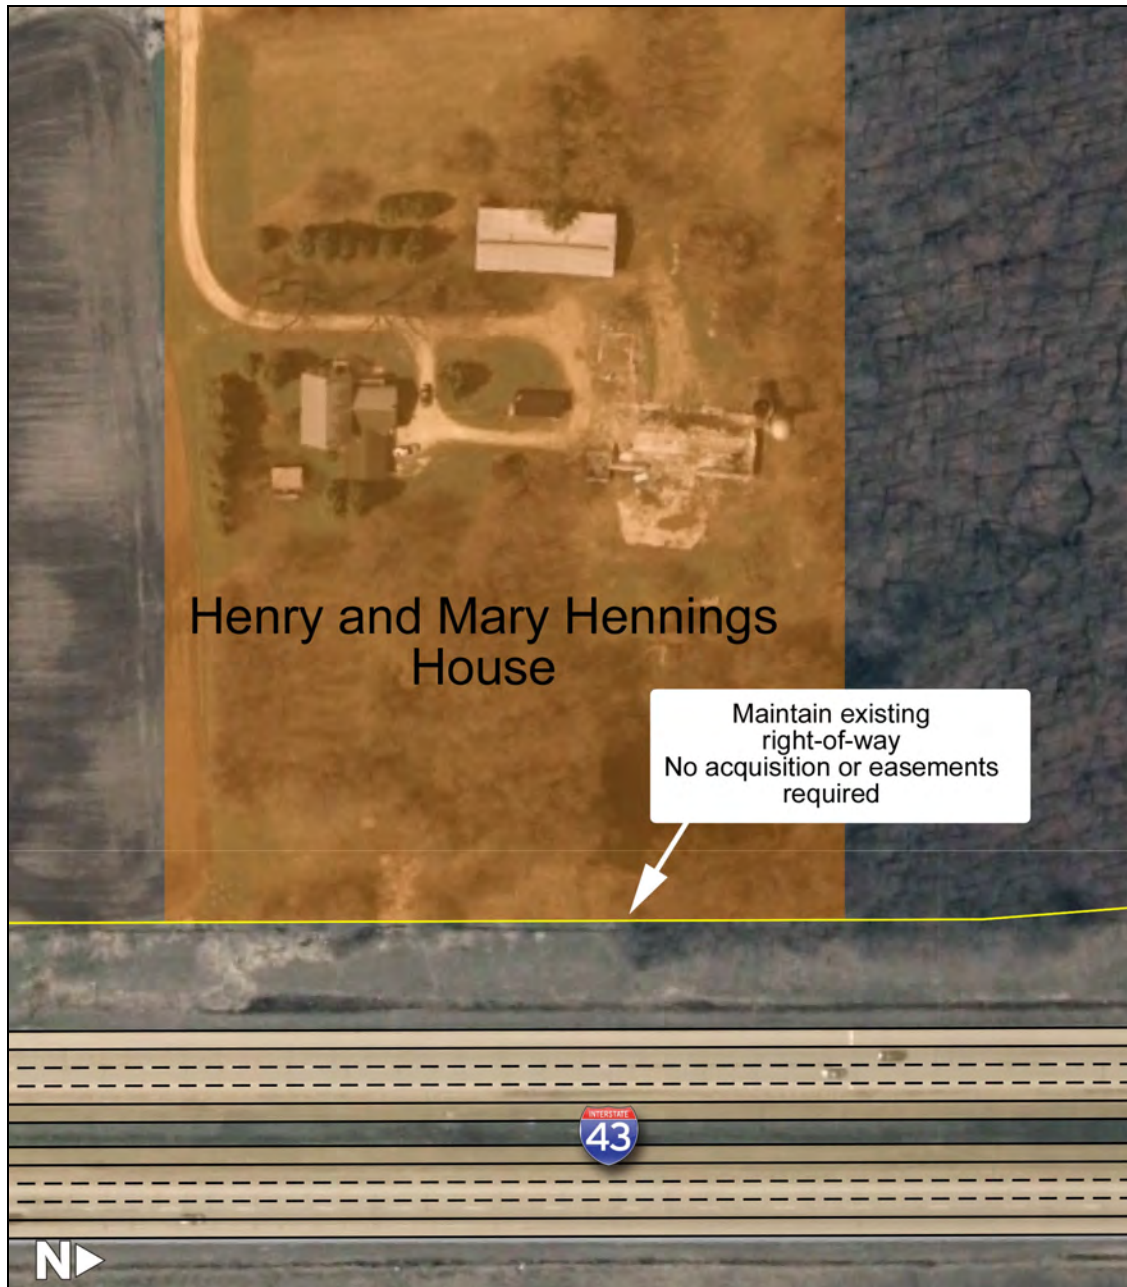 Henry and Mary Hennings
House
Maintain existing
right-of-way
No acquisition or easements
required
INTERSTATE
43
N